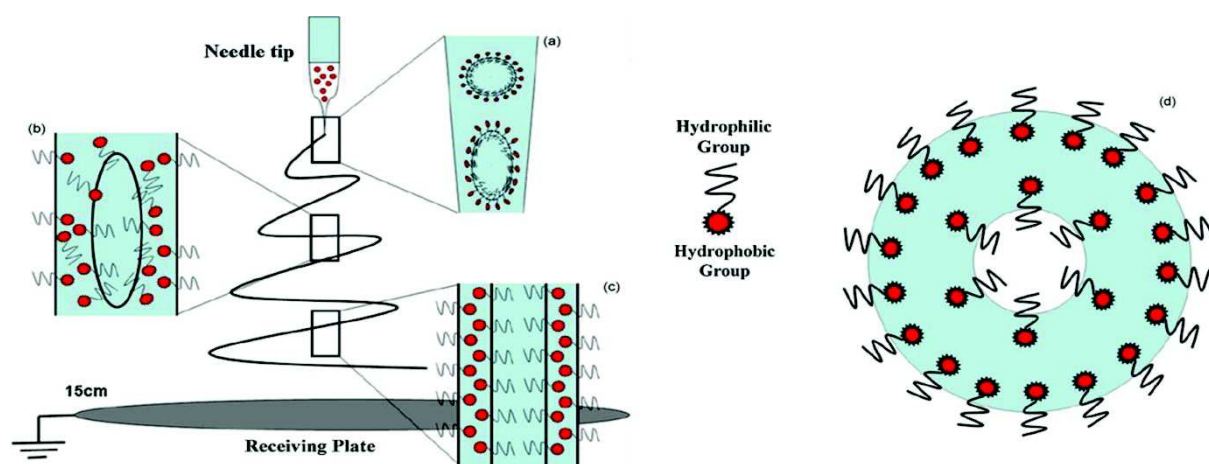 Needle tip
(a)
(b)
(c)
15cm
Receiving Plate
Hydrophilic
Group
Hydrophobic
Group
(d)